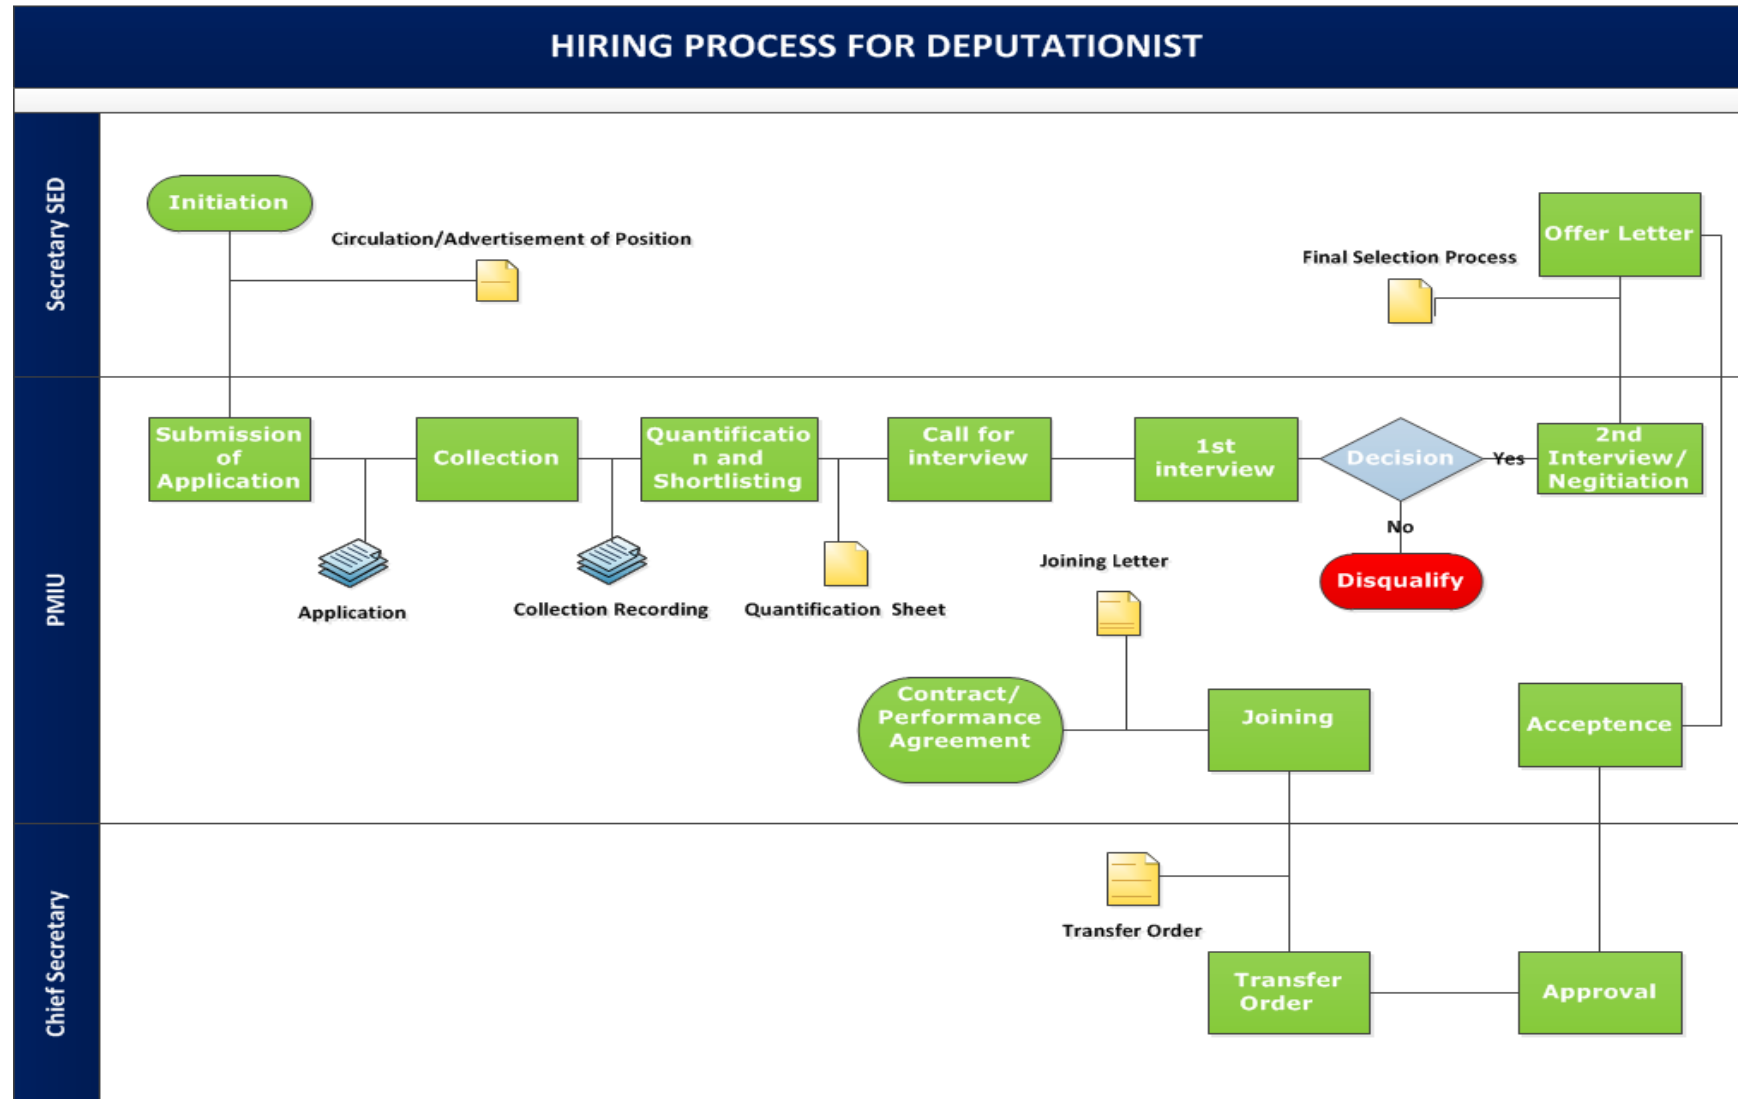 HIRING PROCESS FOR DEPUTATIONIST
Secretary SED
Initiation
Circulation/Advertisement of Position
Final Selection Process
Offer Letter
PMIU
Submission
of
Application
Collection
Quantificatio
n and
Shortlisting
Call for
interview
1st
interview
Decision
Yes
2nd
Interview/
Negitiation
No
Disqualify
Application
Collection Recording
Quantification Sheet
Joining Letter
Contract/
Performance
Agreement
Joining
Acceptence
Chief Secretary
Transfer Order
Transfer
Order
Approval